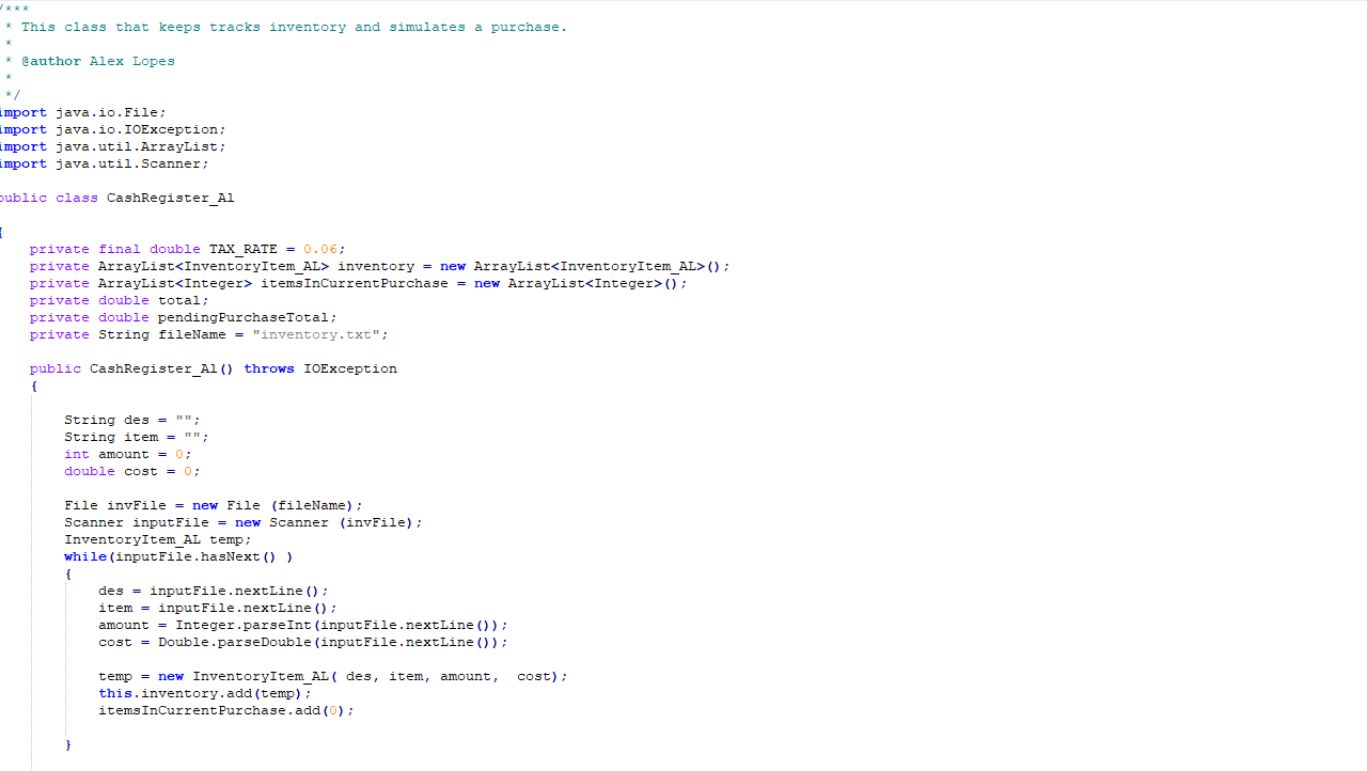 /***
 * This class that keeps tracks inventory and simulates a purchase.
 *
 * @author Alex Lopes
 *
 */
import java.io.File;
import java.io.IOException;
import java.util.ArrayList;
import java.util.Scanner;
public class CashRegister_Al
{
    private final double TAX_RATE = 0.06;
    private ArrayList<InventoryItem_AL> inventory = new ArrayList<InventoryItem_AL>();
    private ArrayList<Integer> itemsInCurrentPurchase = new ArrayList<Integer>();
    private double total;
    private double pendingPurchaseTotal;
    private String fileName = "inventory.txt";
    public CashRegister_Al() throws IOException
    {
        String des = "";
        String item = "";
        int amount = 0;
        double cost = 0;
        File invFile = new File (fileName);
        Scanner inputFile = new Scanner (invFile);
        InventoryItem_AL temp;
        while(inputFile.hasNext() )
        {
            des = inputFile.nextLine();
            item = inputFile.nextLine();
            amount = Integer.parseInt(inputFile.nextLine());
            cost = Double.parseDouble(inputFile.nextLine());
            temp = new InventoryItem_AL( des, item, amount,  cost);
            this.inventory.add(temp);
            itemsInCurrentPurchase.add(0);
        }